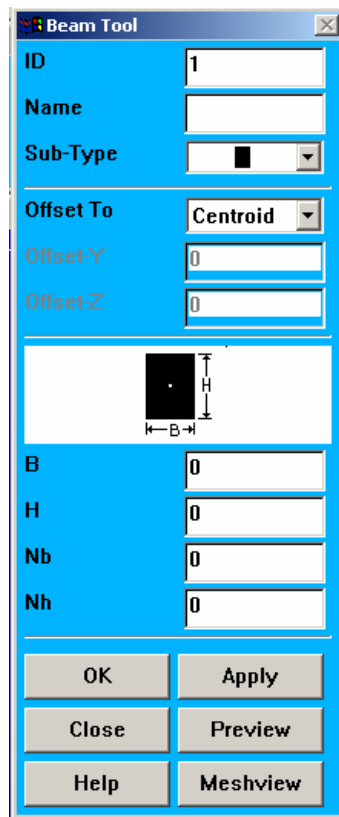 Beam Tool
ID 1
Name
Sub-Type
Offset To Centroid
Offset-Y 0
Offset-Z 0
H
B
B 0
H 0
Nb 0
Nh 0
OK Apply
Close Preview
Help Meshview